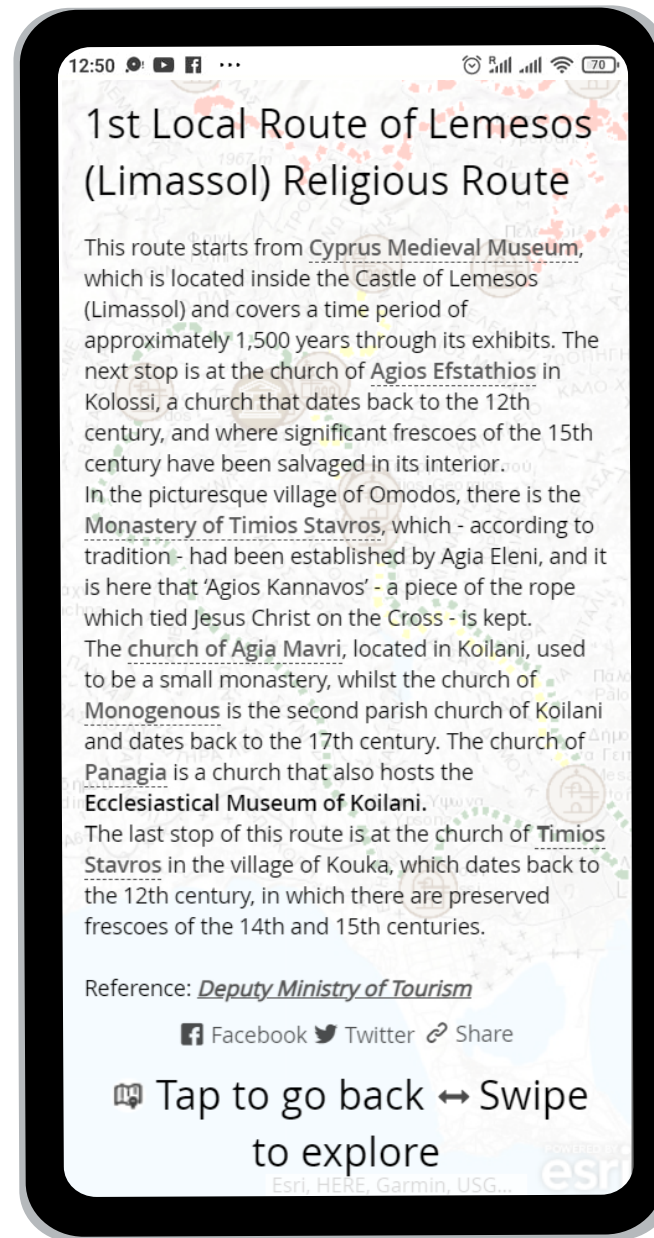 12:50
70
1st Local Route of Lemesos
(Limassol) Religious Route
This route starts from Cyprus Medieval Museum,
which is located inside the Castle of Lemesos
(Limassol) and covers a time period of
approximately 1,500 years through its exhibits. The
next stop is at the church of Agios Efstathios in
Kolossi, a church that dates back to the 12th
century, and where significant frescoes of the 15th
century have been salvaged in its interior.
In the picturesque village of Omodos, there is the
Monastery of Timios Stavros, which - according to
tradition - had been established by Agia Eleni, and it
is here that ‘Agios Kannavos’ - a piece of the rope
which tied Jesus Christ on the Cross - is kept.
The church of Agia Mavri, located in Koilani, used
to be a small monastery, whilst the church of
Monogenous is the second parish church of Koilani
and dates back to the 17th century. The church of
Panagia is a church that also hosts the
Ecclesiastical Museum of Koilani.
The last stop of this route is at the church of Timios
Stavros in the village of Kouka, which dates back to
the 12th century, in which there are preserved
frescoes of the 14th and 15th centuries.
Reference: Deputy Ministry of Tourism
Facebook Twitter Share
Tap to go back ↔ Swipe
to explore
POWERED BY
esri
Esri, HERE, Garmin, USG...